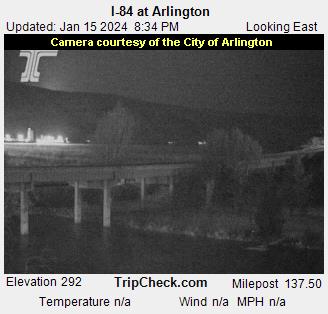 I-84 at Arlington
Updated: Jan 15 2024 8:34 PM Looking East
Camera courtesy of the City of Arlington
Elevation 292 TripCheck.com Milepost 137.50
Temperature n/a Wind n/a MPH n/a